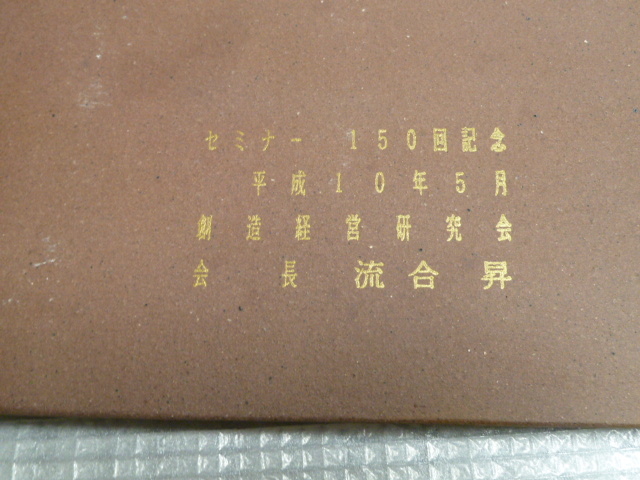 セミナー 150回記念
平成10年5月
創造経営研究会
会長 流合昇